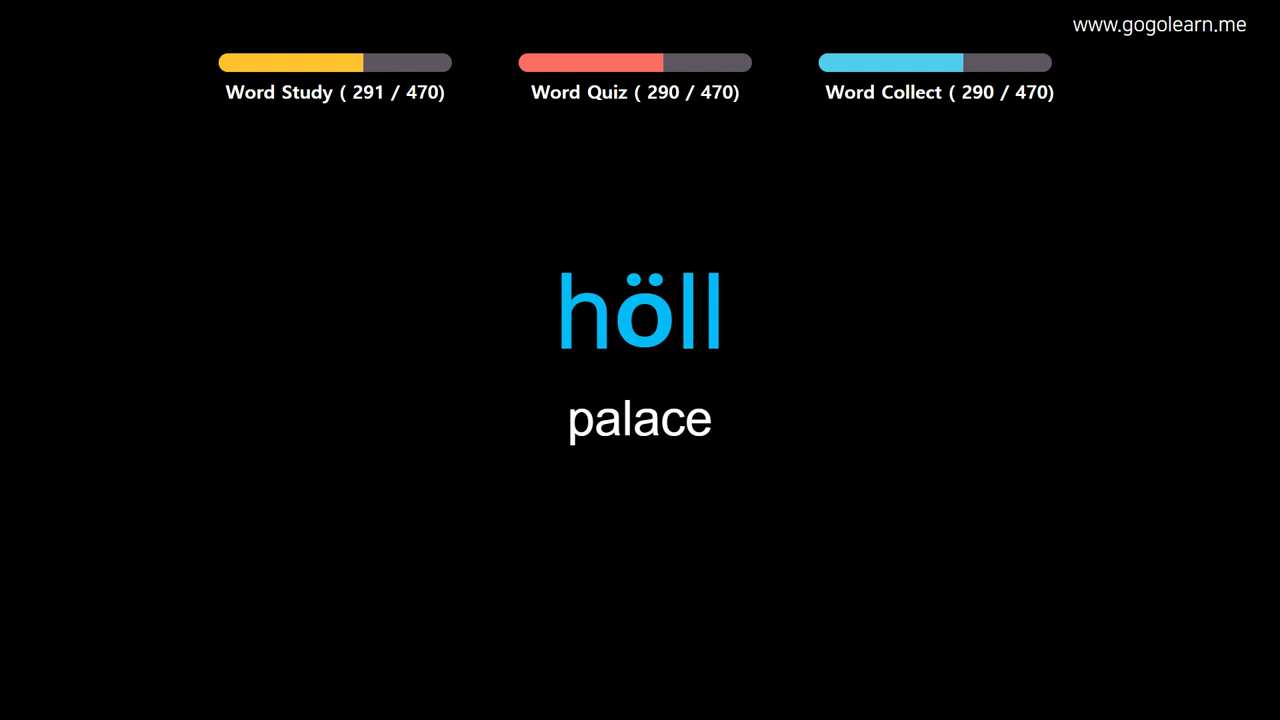 www.gogolearn.me
Word Study ( 291 / 470)
Word Quiz ( 290 / 470)
Word Collect ( 290 / 470)
höll
palace